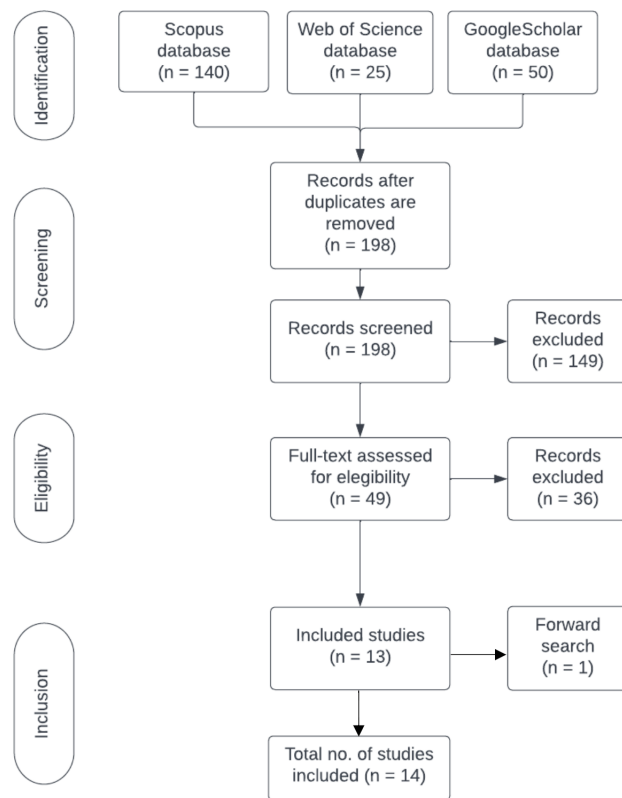 Identification
Scopus
database
(n = 140)
Web of Science
database
(n = 25)
GoogleScholar
database
(n = 50)
Screening
Records after
duplicates are
removed
(n = 198)
Records screened
(n = 198)
Records
excluded
(n = 149)
Eligibility
Full-text assessed
for elegibility
(n = 49)
Records
excluded
(n = 36)
Inclusion
Included studies
(n = 13)
Forward
search
(n = 1)
Total no. of studies
included (n = 14)